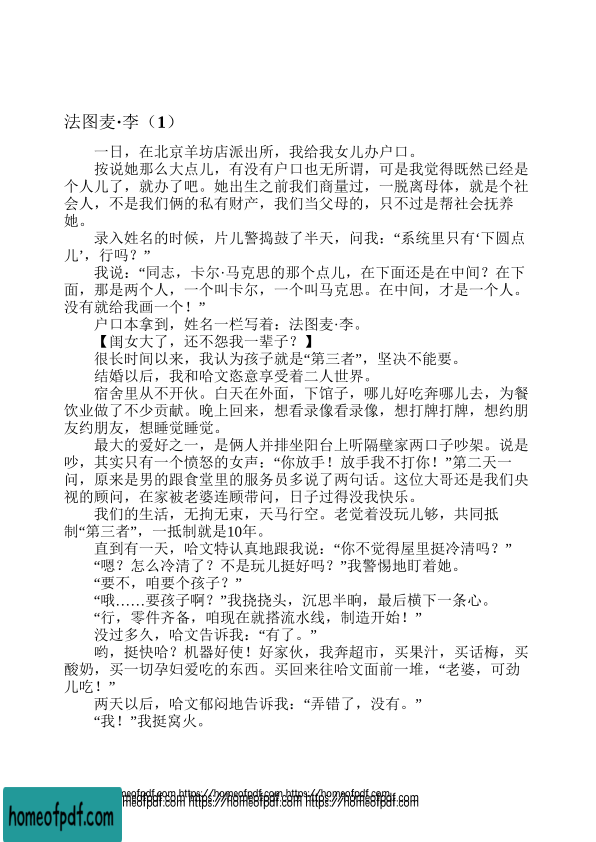 法图麦·李（1）
一日，在北京羊坊店派出所，我给我女儿办户口。
按说她那么大点儿，有没有户口也无所谓，可是我觉得既然已经是
个人儿了，就办了吧。她出生之前我们商量过，一脱离母体，就是个社
会人，不是我们俩的私有财产，我们当父母的，只不过是帮社会抚养
她。
录入姓名的时候，片儿警捣鼓了半天，问我：“系统里只有‘下圆点
儿’，行吗？”
我说：“同志，卡尔·马克思的那个点儿，在下面还是在中间？在下
面，那是两个人，一个叫卡尔，一个叫马克思。在中间，才是一个人。
没有就给我画一个！”
户口本拿到，姓名一栏写着：法图麦·李。
【闺女大了，还不怨我一辈子？】
很长时间以来，我认为孩子就是“第三者”，坚决不能要。
结婚以后，我和哈文恣意享受着二人世界。
宿舍里从不开伙。白天在外面，下馆子，哪儿好吃奔哪儿去，为餐
饮业做了不少贡献。晚上回来，想看录像看录像，想打牌打牌，想约朋
友约朋友，想睡觉睡觉。
最大的爱好之一，是俩人并排坐阳台上听隔壁家两口子吵架。说是
吵，其实只有一个愤怒的女声：“你放手！放手我不打你！”第二天一
问，原来是男的跟食堂里的服务员多说了两句话。这位大哥还是我们央
视的顾问，在家被老婆连顾带问，日子过得没我快乐。
我们的生活，无拘无束，天马行空。老觉着没玩儿够，共同抵
制“第三者”，一抵制就是10年。
直到有一天，哈文特认真地跟我说：“你不觉得屋里挺冷清吗？”
“嗯？怎么冷清了？不是玩儿挺好吗？”我警惕地盯着她。
“要不，咱要个孩子？”
“哦……要孩子啊？”我挠挠头，沉思半晌，最后横下一条心。
“行，零件齐备，咱现在就搭流水线，制造开始！”
没过多久，哈文告诉我：“有了。”
哟，挺快哈？机器好使！好家伙，我奔超市，买果汁，买话梅，买
酸奶，买一切孕妇爱吃的东西。买回来往哈文面前一堆，“老婆，可劲
儿吃！”
两天以后，哈文郁闷地告诉我：“弄错了，没有。”
“我！”我挺窝火。
homeofpdf.com https://homeofpdf.com https://homeofpdf.com
homeofpdf.com https://homeofpdf.com https://homeofpdf.com
homeofpdf.com